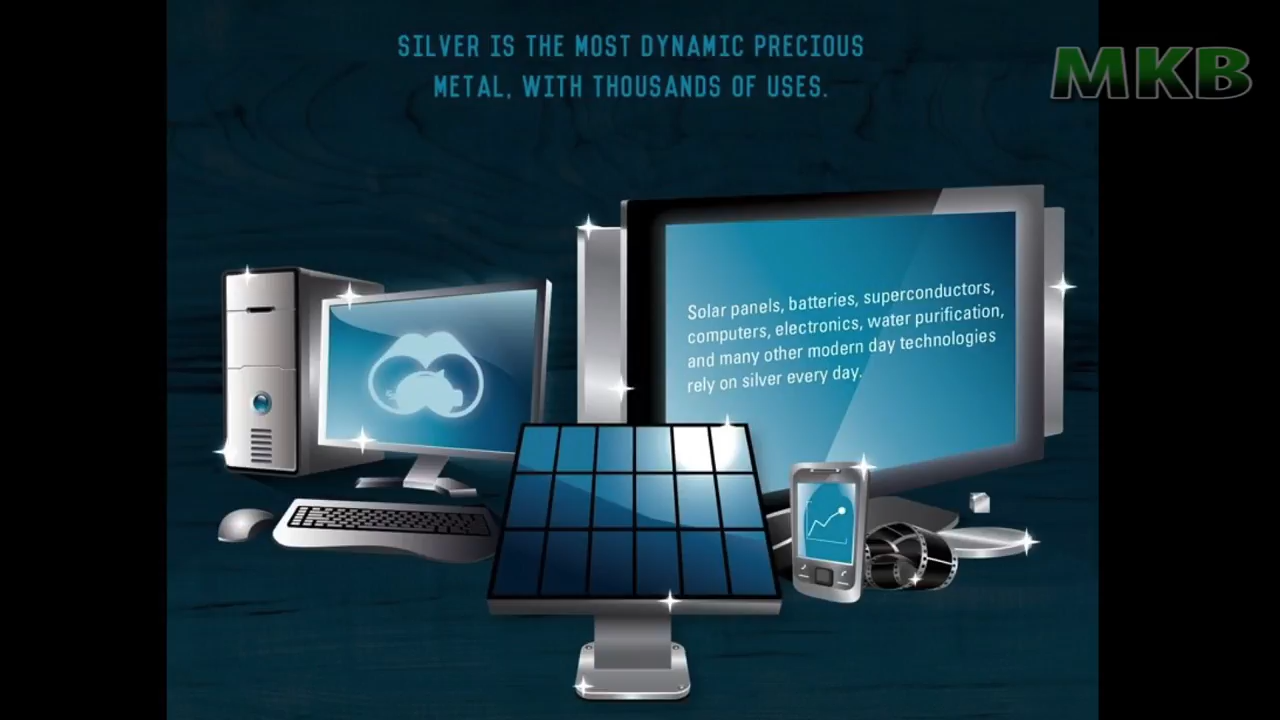 SILVER IS THE MOST DYNAMIC PRECIOUS
METAL, WITH THOUSANDS OF USES.
MKB
Solar panels, batteries, superconductors,
computers, electronics, water purification,
and many other modern day technologies
rely on silver every day.